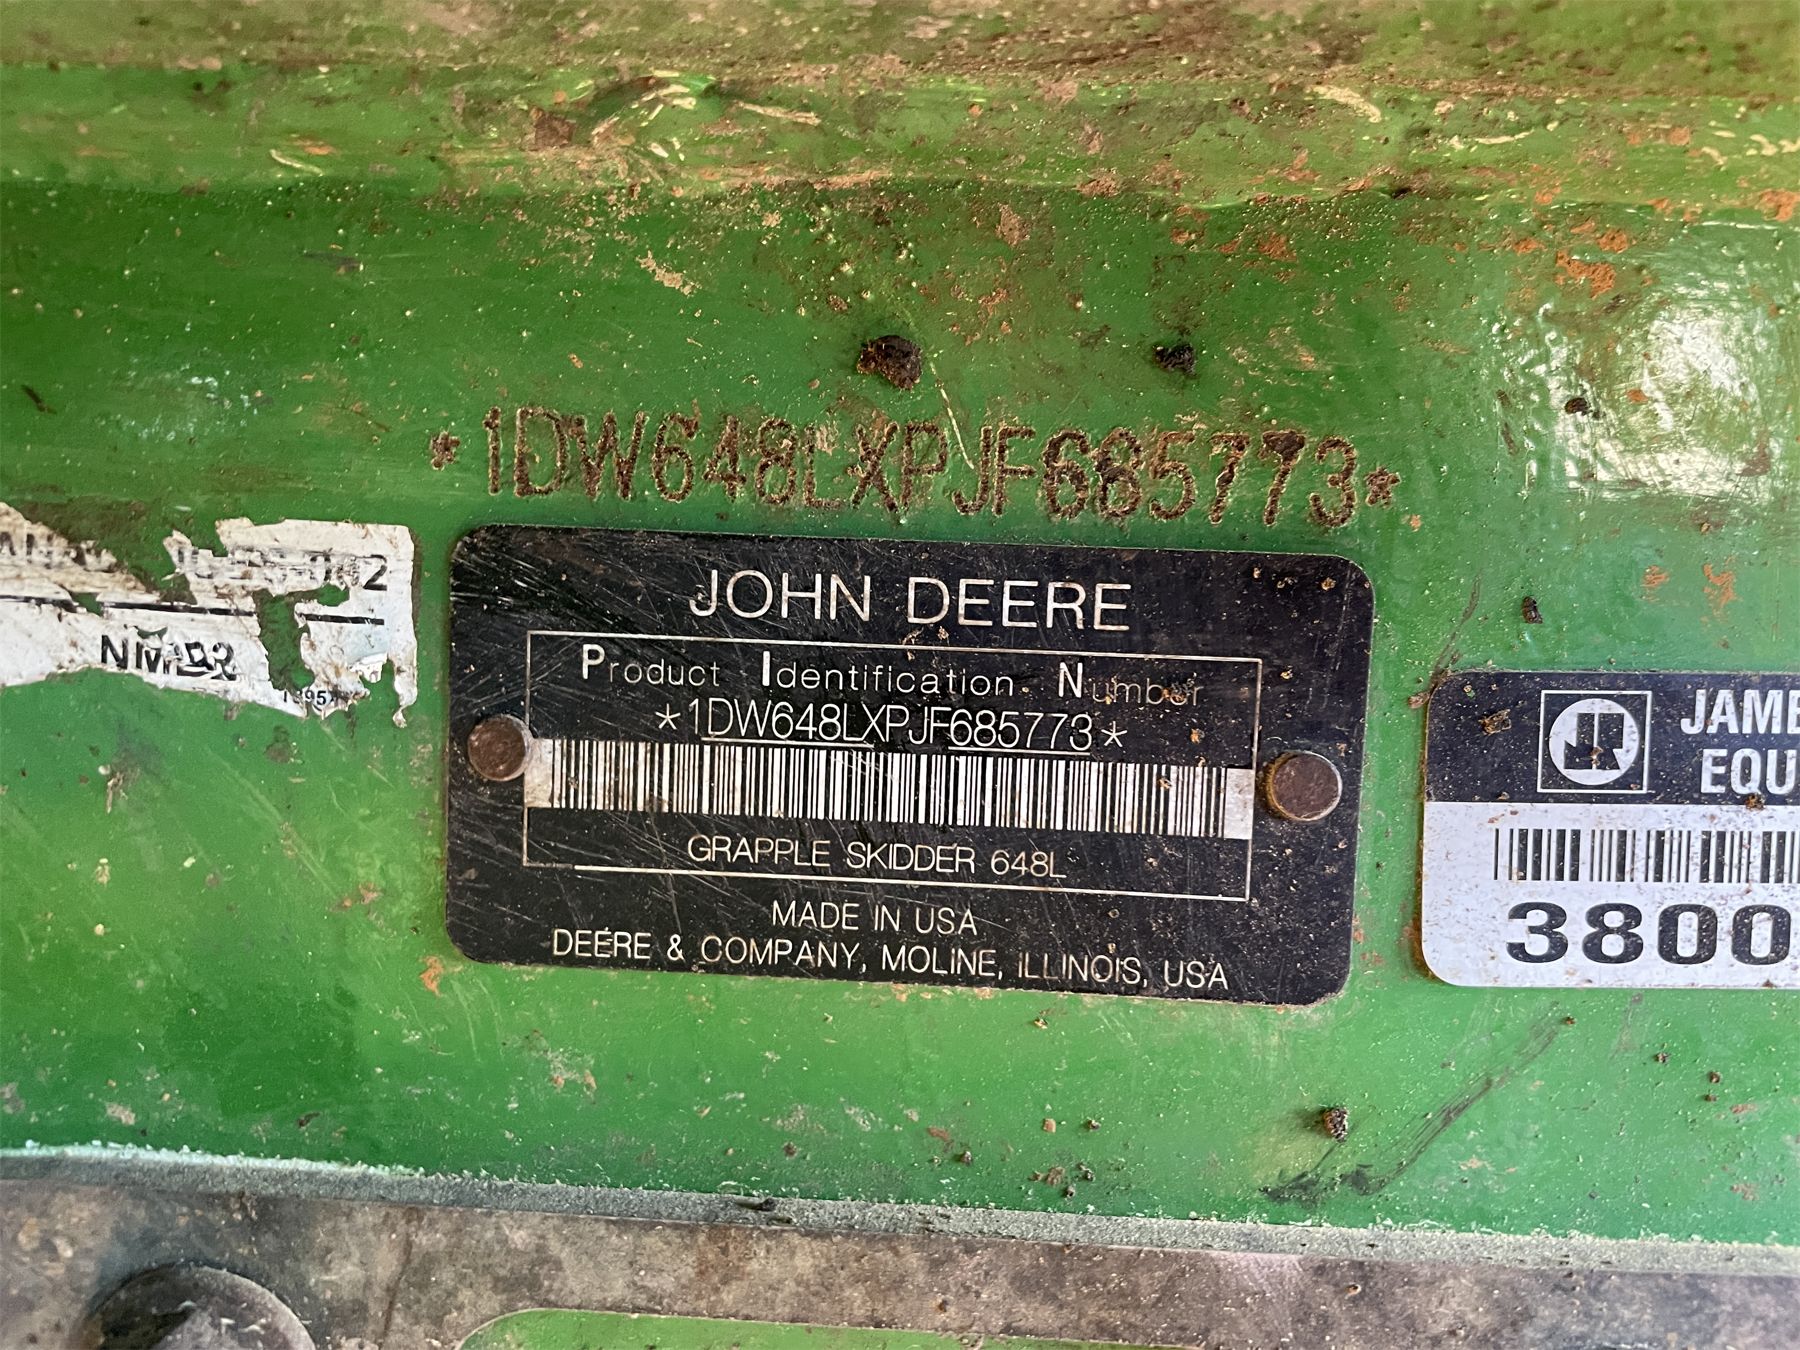 *1DW648LXPJF685773*
JOHN DEERE
Product Identification Number
*1DW648LXPJF685773*
GRAPPLE SKIDDER 648L
MADE IN USA
DEERE & COMPANY, MOLINE, ILLINOIS, USA
JR
JAME
EQU
3800